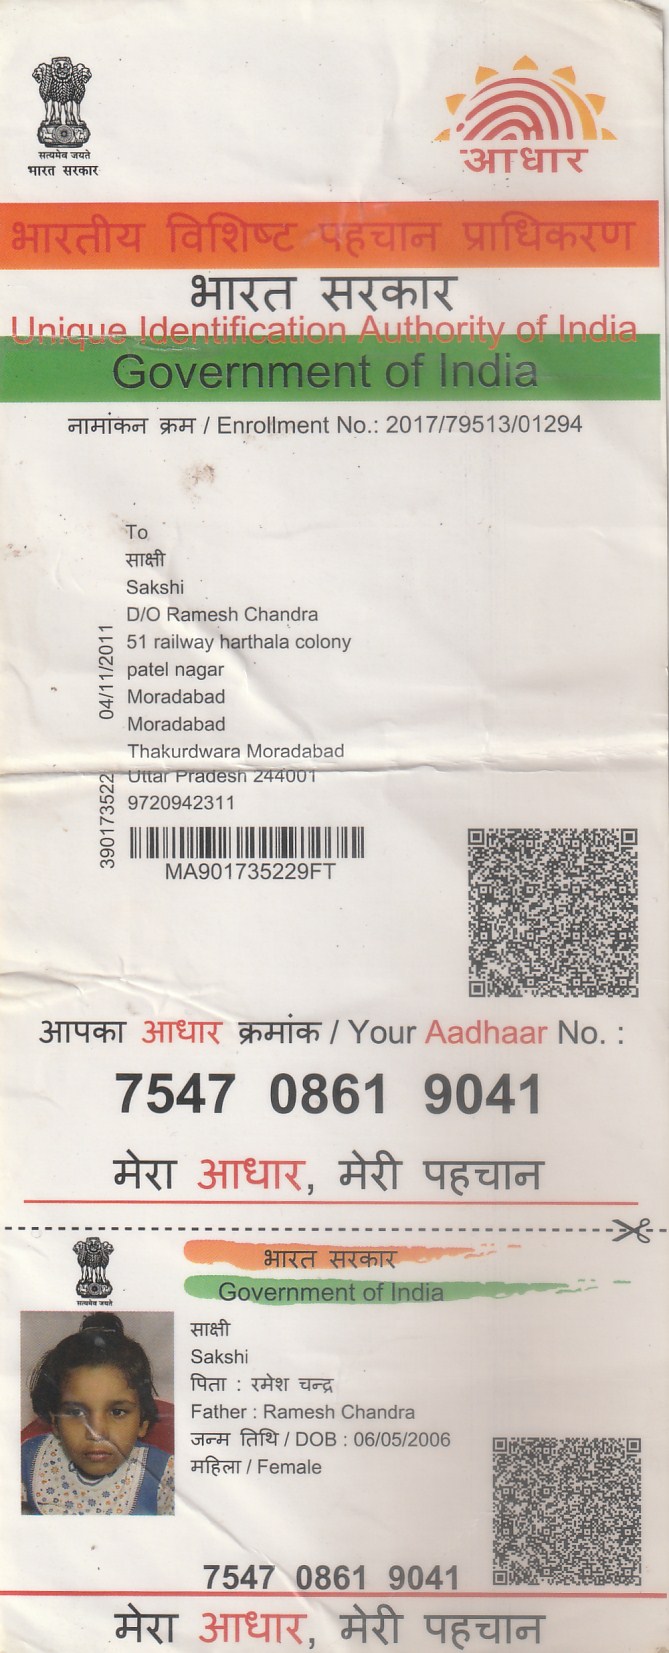 सत्यमेव जयते
भारत सरकार
आधार
भारतीय विशिष्ट पहचान प्राधिकरण
भारत सरकार
Unique Identification Authority of India
Government of India
नामांकन क्रम / Enrollment No.: 2017/79513/01294
To
साक्षी
Sakshi
D/O Ramesh Chandra
51 railway harthala colony
patel nagar
Moradabad
Moradabad
Thakurdwara Moradabad
Uttar Pradesh 244001
9720942311
390173522
04/11/2011
MA901735229FT
आपका आधार क्रमांक / Your Aadhaar No. :
7547 0861 9041
मेरा आधार, मेरी पहचान
सत्यमेव जयते
भारत सरकार
Government of India
साक्षी
Sakshi
पिता : रमेश चन्द्र
Father : Ramesh Chandra
जन्म तिथि / DOB : 06/05/2006
महिला / Female
7547 0861 9041
मेरा आधार, मेरी पहचान